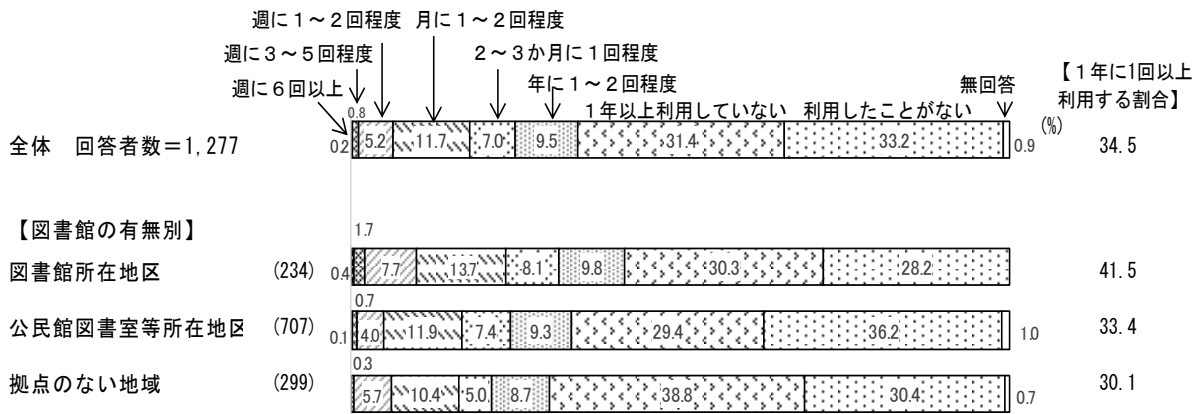 週に１～２回程度 月に１～２回程度
週に３～５回程度 ２～３か月に１回程度
週に６回以上 年に１～２回程度 無回答 【１年に1回以上
0.8 １年以上利用していない 利用したことがない 利用する割合】
(%)
全体 回答者数＝1,277 0.2 5.2 11.7 7.0 9.5 31.4 33.2 0.9 34.5
【図書館の有無別】 1.7
図書館所在地区 (234) 0.4 7.7 13.7 8.1 9.8 30.3 28.2 41.5
0.7
公民館図書室等所在地区 (707) 0.1 4.0 11.9 7.4 9.3 29.4 36.2 1.0 33.4
0.3
拠点のない地域 (299) 5.7 10.4 5.0 8.7 38.8 30.4 0.7 30.1